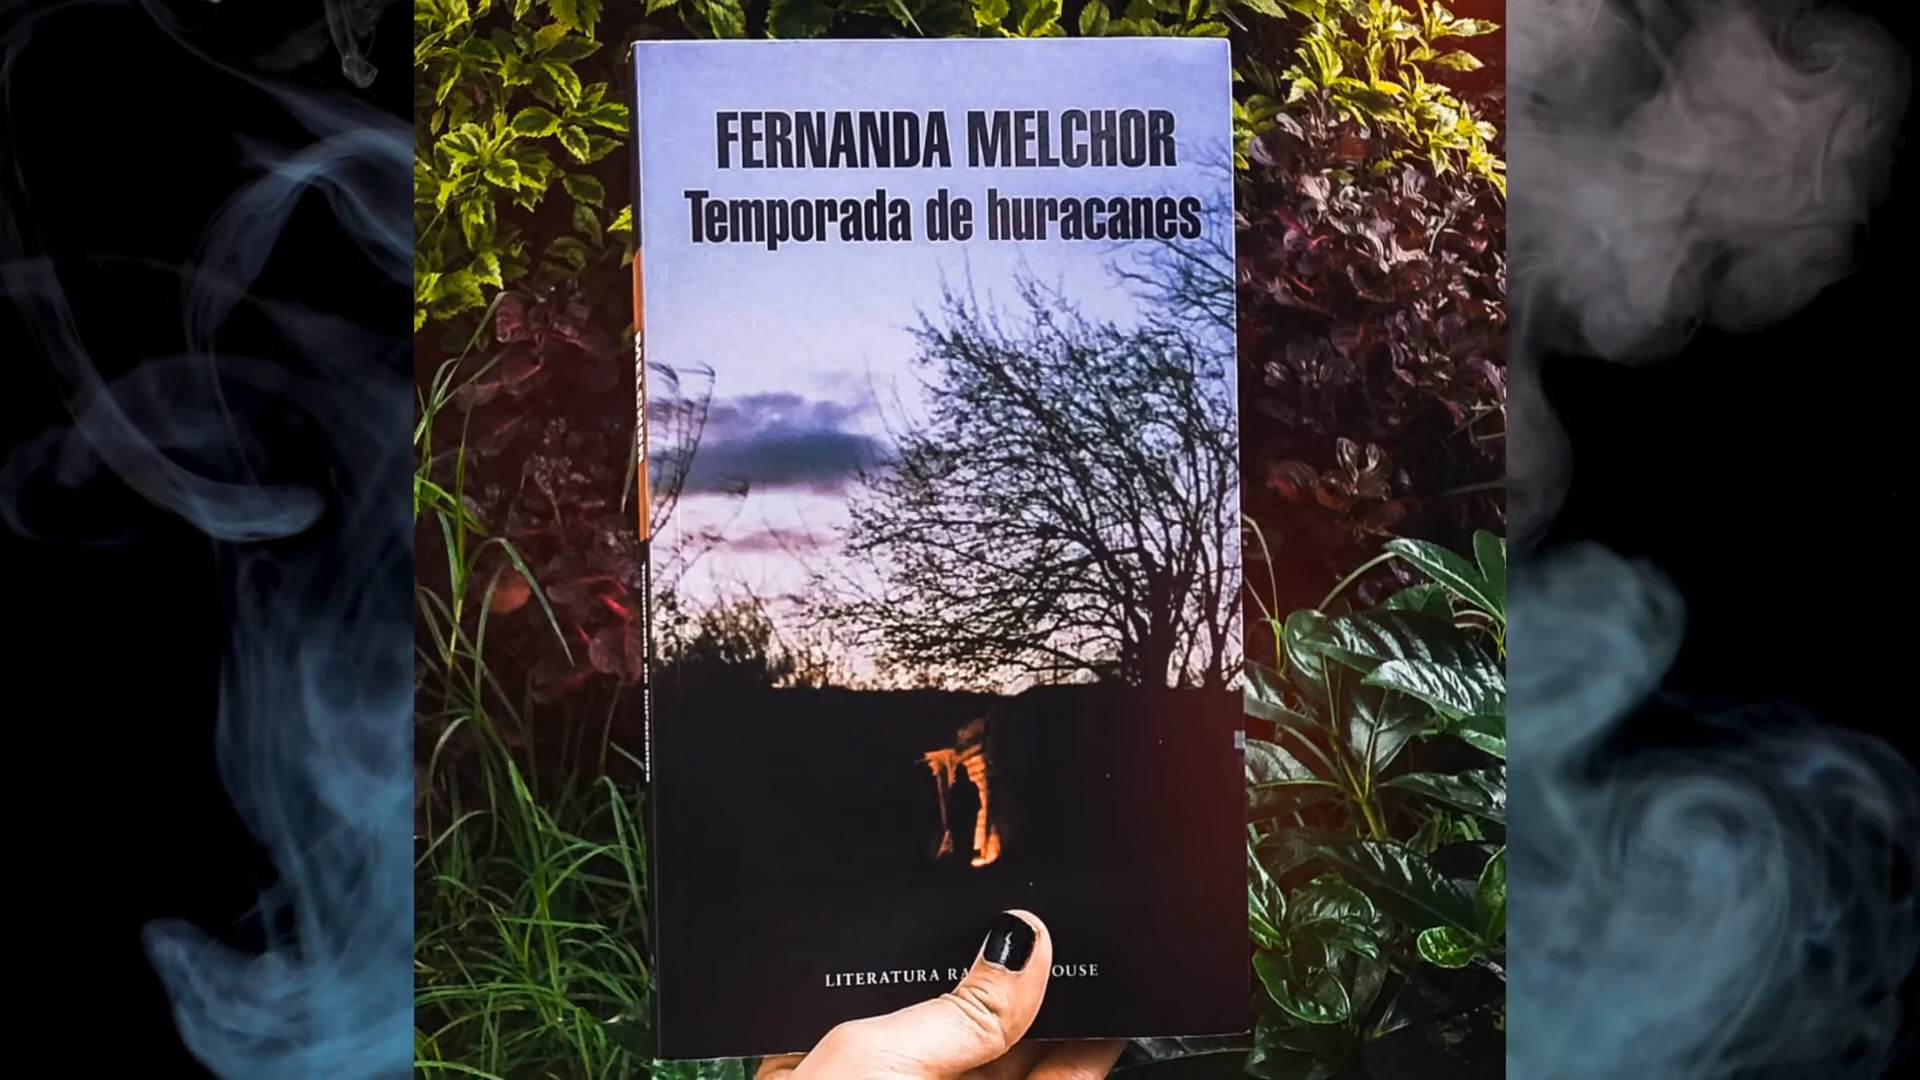 FERNANDA MELCHOR
Temporada de huracanes
MELCHOR
LITERATURA RA OUSE